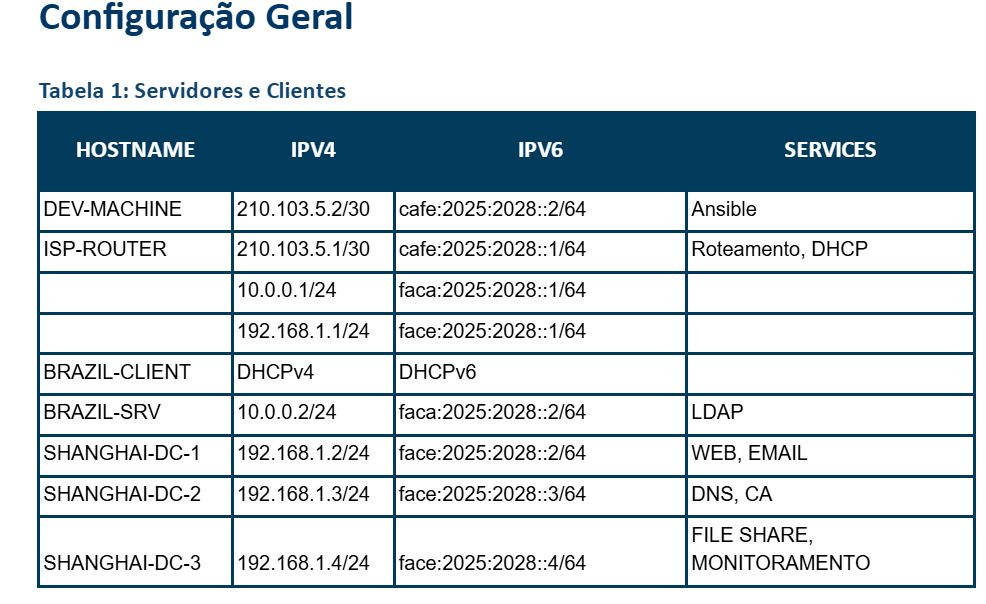 Configuração Geral
Tabela 1: Servidores e Clientes
HOSTNAME IPV4 IPV6 SERVICES
DEV-MACHINE 210.103.5.2/30 cafe:2025:2028::2/64 Ansible
ISP-ROUTER 210.103.5.1/30 cafe:2025:2028::1/64 Roteamento, DHCP
10.0.0.1/24 faca:2025:2028::1/64
192.168.1.1/24 face:2025:2028::1/64
BRAZIL-CLIENT DHCPv4 DHCPv6
BRAZIL-SRV 10.0.0.2/24 faca:2025:2028::2/64 LDAP
SHANGHAI-DC-1 192.168.1.2/24 face:2025:2028::2/64 WEB, EMAIL
SHANGHAI-DC-2 192.168.1.3/24 face:2025:2028::3/64 DNS, CA
FILE SHARE,
SHANGHAI-DC-3 192.168.1.4/24 face:2025:2028::4/64 MONITORAMENTO